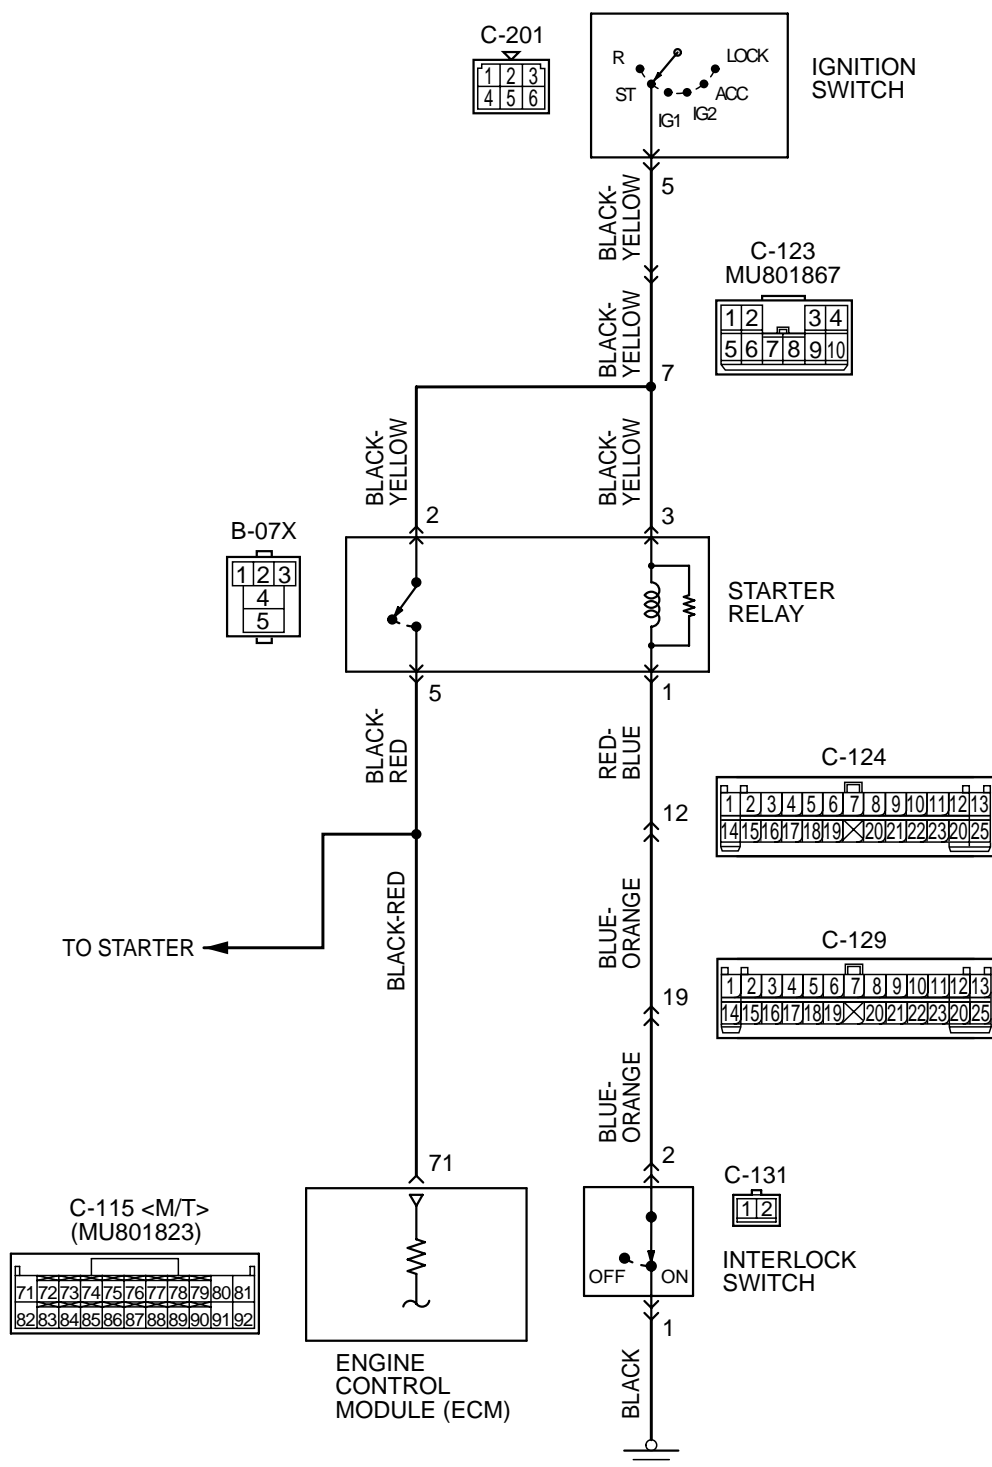 C-201
1 2 3
4 5 6
R
LOCK
ST
ACC
IG1
IG2
IGNITION
SWITCH
5
BLACK-
YELLOW
C-123
MU801867
1 2 3 4
5 6 7 8 9 10
BLACK-
YELLOW
7
BLACK-
YELLOW
BLACK-
YELLOW
2
3
B-07X
1 2 3
4
5
STARTER
RELAY
5
1
BLACK-
RED
RED-
BLUE
C-124
1 2 3 4 5 6 7 8 9 10 11 12 13
14 15 16 17 18 19 20 21 22 23 20 25
12
BLACK-RED
BLUE-
ORANGE
TO STARTER
C-129
1 2 3 4 5 6 7 8 9 10 11 12 13
14 15 16 17 18 19 20 21 22 23 20 25
19
BLUE-
ORANGE
71
2
C-131
1 2
C-115 <M/T>
(MU801823)
71 72 73 74 75 76 77 78 79 80 81
82 83 84 85 86 87 88 89 90 91 92
OFF
ON
INTERLOCK
SWITCH
1
ENGINE
CONTROL
MODULE (ECM)
BLACK